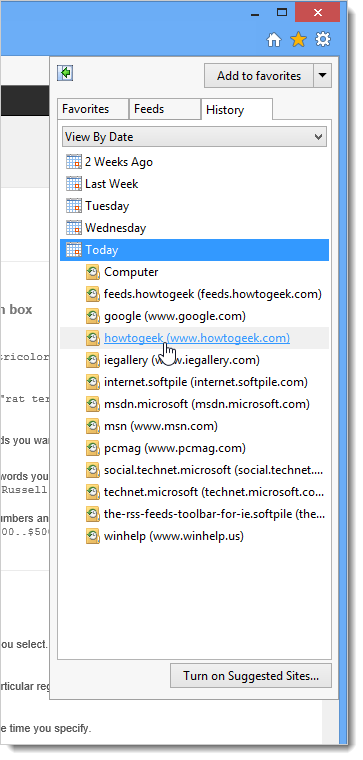 Add to favorites
Favorites
Feeds
History
View By Date
2 Weeks Ago
Last Week
Tuesday
Wednesday
Today
Computer
feeds.howtogeek (feeds.howtogeek.com)
google (www.google.com)
howtogeek (www.howtogeek.com)
iegallery (www.iegallery.com)
internet.softpile (internet.softpile.com)
msdn.microsoft (msdn.microsoft.com)
msn (www.msn.com)
pcmag (www.pcmag.com)
social.technet.microsoft (social.technet....
technet.microsoft (technet.microsoft.co...
the-rss-feeds-toolbar-for-ie.softpile (the...
winhelp (www.winhelp.us)
Turn on Suggested Sites...
n box
sricolor
"rat ter
ds you wa
words you
Russell
umbers an
00..$50
ou select.
rticular reg
e time you specify.